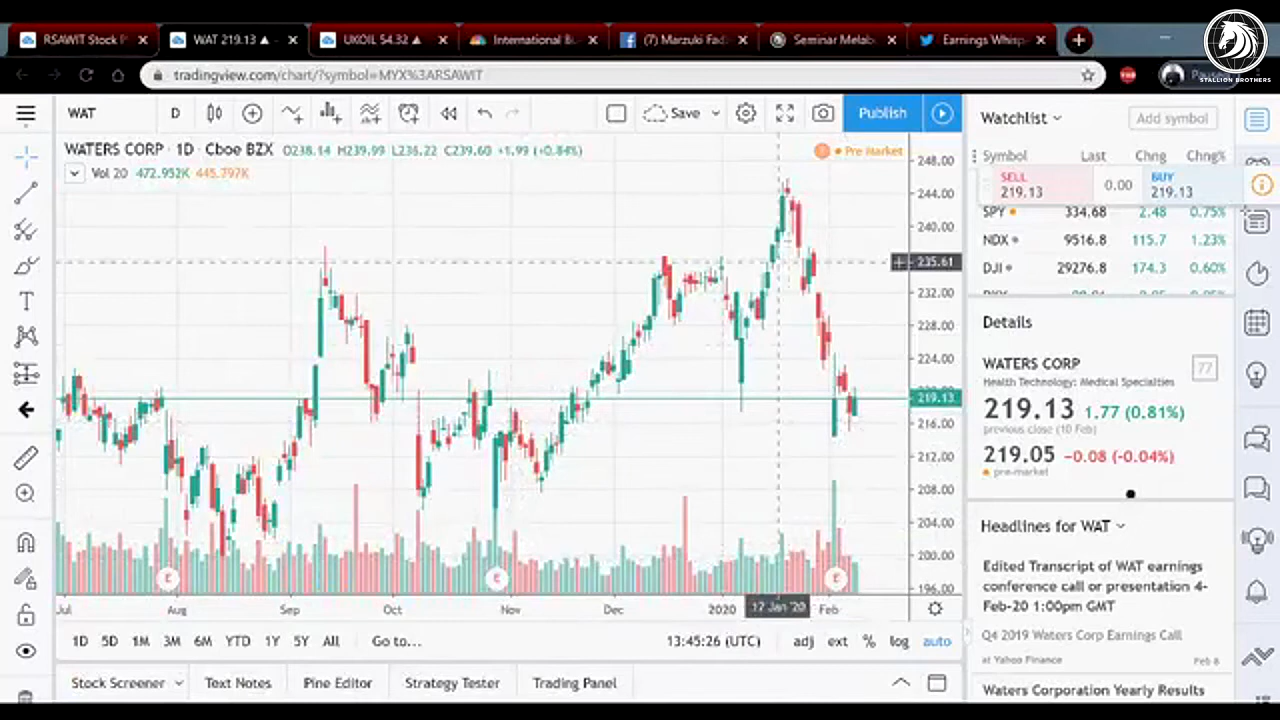 RSAWIT Stock P
WAT 219.13 ▲
UKOIL 54.32 ▲
International Bu
(7) Marzuki Fad
Seminar Melab
Earnings Whisp
STALLION BROTHERS
tradingview.com/chart/?symbol=MYX%3ARSAWIT
Paused
WAT
D
Save
Publish
Watchlist
Add symbol
WATERS CORP · 1D · Cboe BZX O238.14 H239.99 L236.22 C239.60 +1.99 (+0.84%)
Pre Market
Vol 20 472.952K 445.797K
Symbol Last Chng Chng%
SELL
219.13
0.00
BUY
219.13
SPY 334.68 2.48 0.75%
NDX 9516.8 115.7 1.23%
DJI 29276.8 174.3 0.60%
248.00
244.00
240.00
235.61
232.00
228.00
224.00
219.13
216.00
212.00
208.00
204.00
200.00
196.00
Details
WATERS CORP
77
Health Technology: Medical Specialties
219.13 1.77 (0.81%)
previous close (10 Feb)
219.05 −0.08 (−0.04%)
pre-market
Headlines for WAT
Edited Transcript of WAT earnings
conference call or presentation 4-
Feb-20 1:00pm GMT
Q4 2019 Waters Corp Earnings Call
at Yahoo Finance
Waters Corporation Yearly Results
E
E
E
Jul Aug Sep Oct Nov Dec 2020 17 Jan '20 Feb
1D 5D 1M 3M 6M YTD 1Y 5Y All Go to...
13:45:26 (UTC) adj ext % log auto
Stock Screener Text Notes Pine Editor Strategy Tester Trading Panel